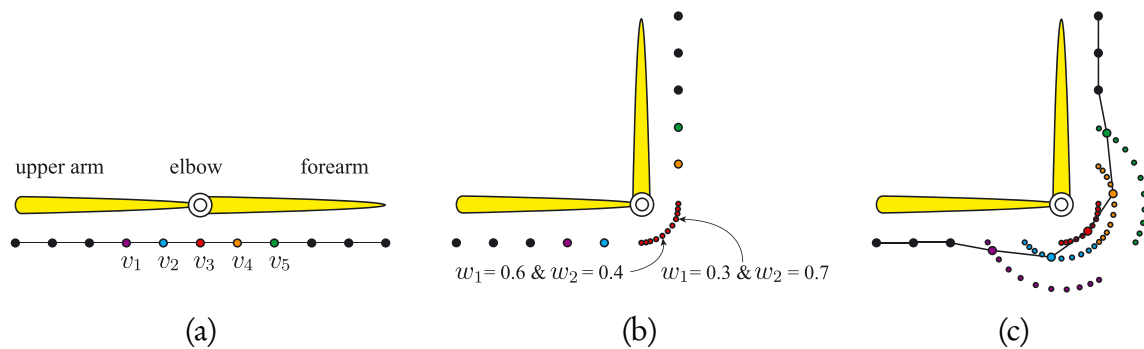 upper arm elbow forearm
v₁ v₂ v₃ v₄ v₅
w₁ = 0.6 & w₂ = 0.4 w₁ = 0.3 & w₂ = 0.7
(a) (b) (c)